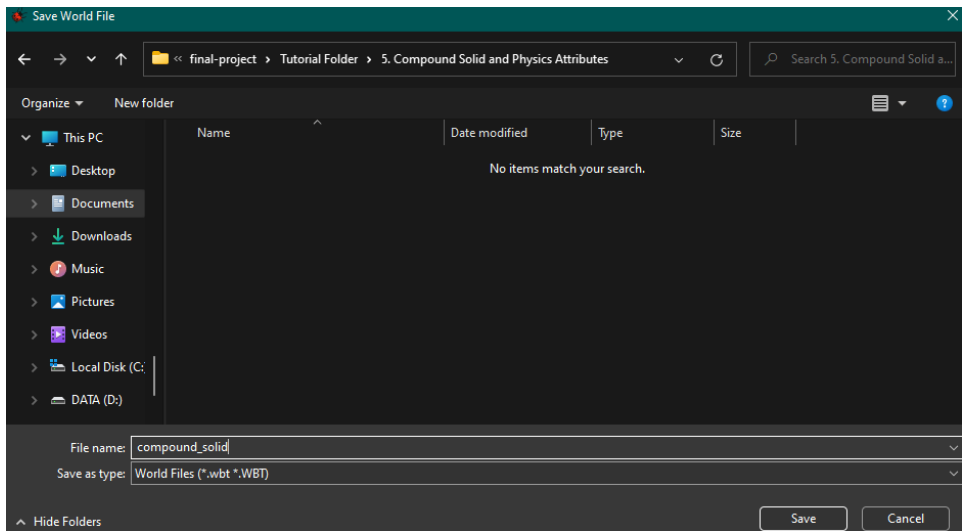 Save World File
« final-project > Tutorial Folder > 5. Compound Solid and Physics Attributes
Search 5. Compound Solid a...
Organize
New folder
Name
Date modified
Type
Size
No items match your search.
This PC
Desktop
Documents
Downloads
Music
Pictures
Videos
Local Disk (C:
DATA (D:)
File name: compound_solid
Save as type: World Files (*.wbt *.WBT)
Hide Folders
Save
Cancel